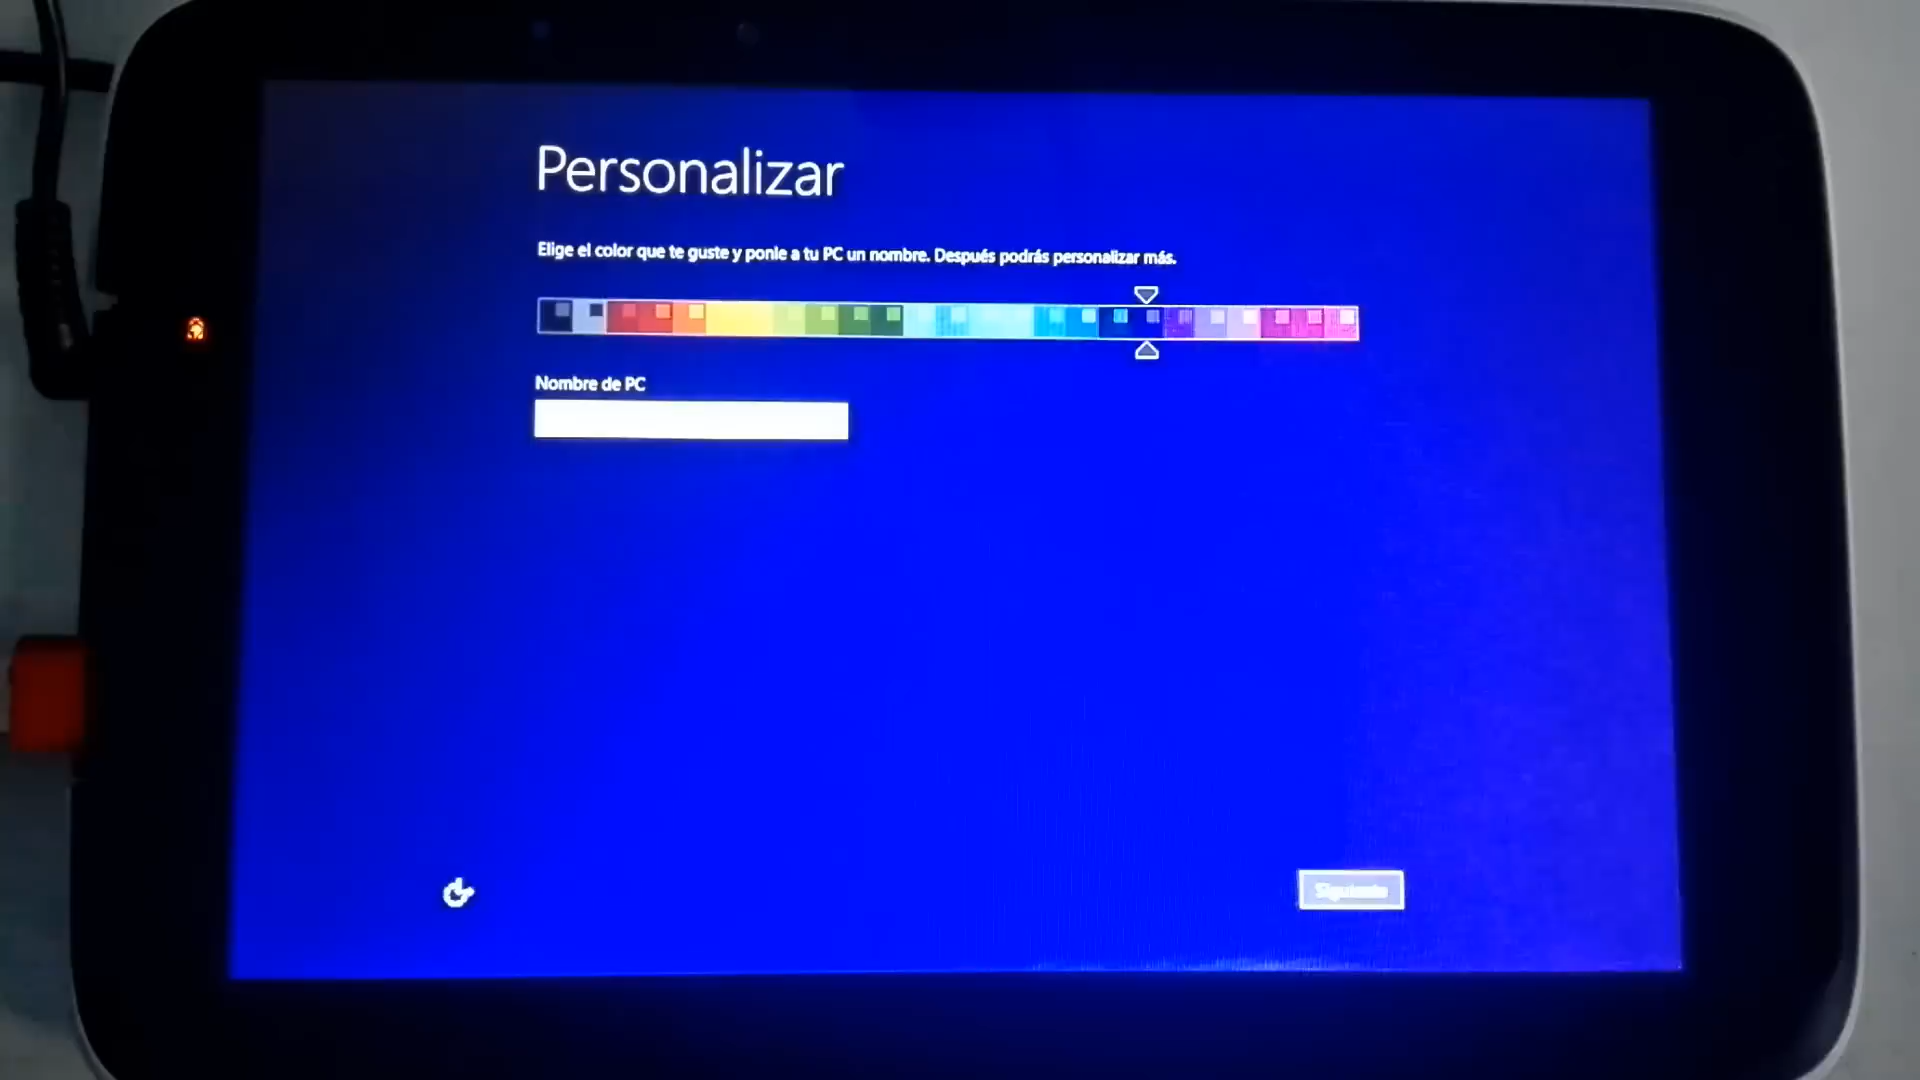 Personalizar
Elige el color que te guste y ponle a tu PC un nombre. Después podrás personalizar más.
Nombre de PC
Siguiente